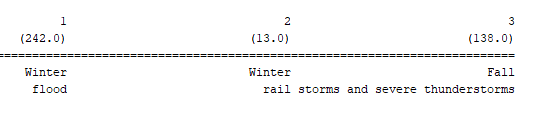 1 2 3
(242.0) (13.0) (138.0)
================================================================================
Winter Winter Fall
flood rail storms and severe thunderstorms